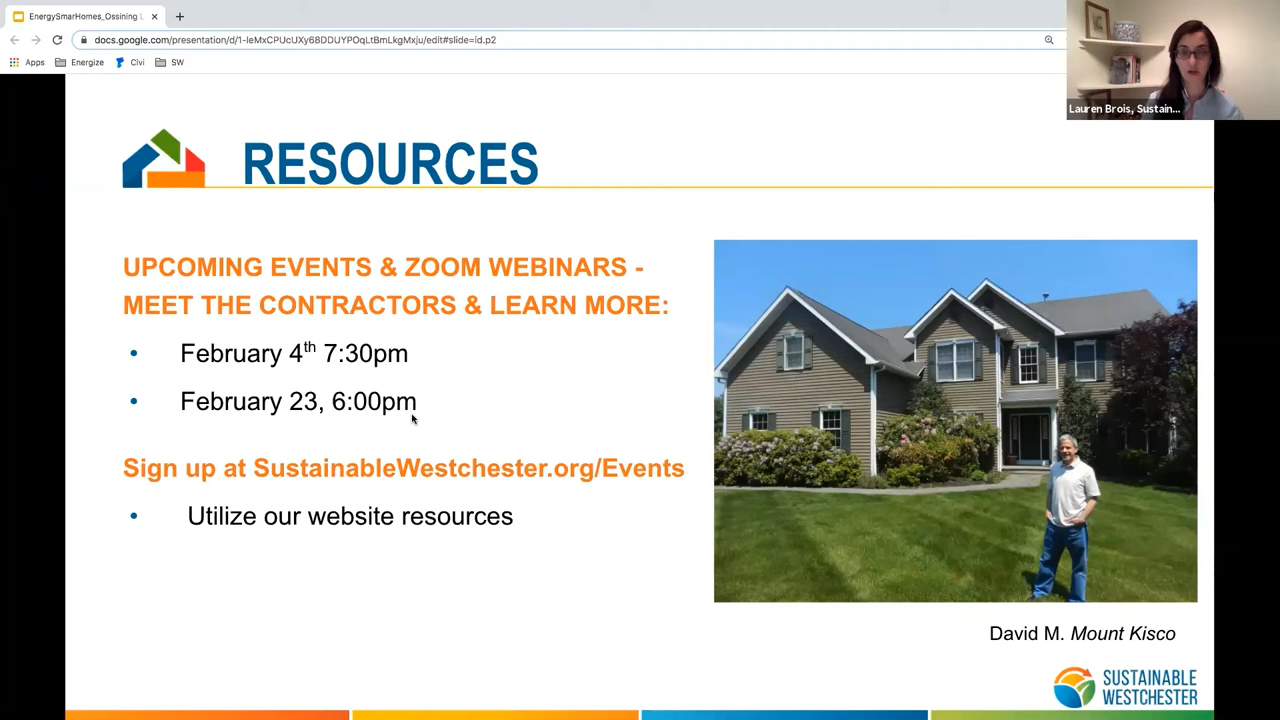 EnergySmarHomes_Ossining L
docs.google.com/presentation/d/1-IeMxCPUcUXy68DDUYPOqLtBmLkgMxju/edit#slide=id.p2
Apps Energize Civi SW
Lauren Brois, Sustain...
RESOURCES
UPCOMING EVENTS & ZOOM WEBINARS -
MEET THE CONTRACTORS & LEARN MORE:
• February 4th 7:30pm
• February 23, 6:00pm
Sign up at SustainableWestchester.org/Events
• Utilize our website resources
David M. Mount Kisco
SUSTAINABLE
WESTCHESTER